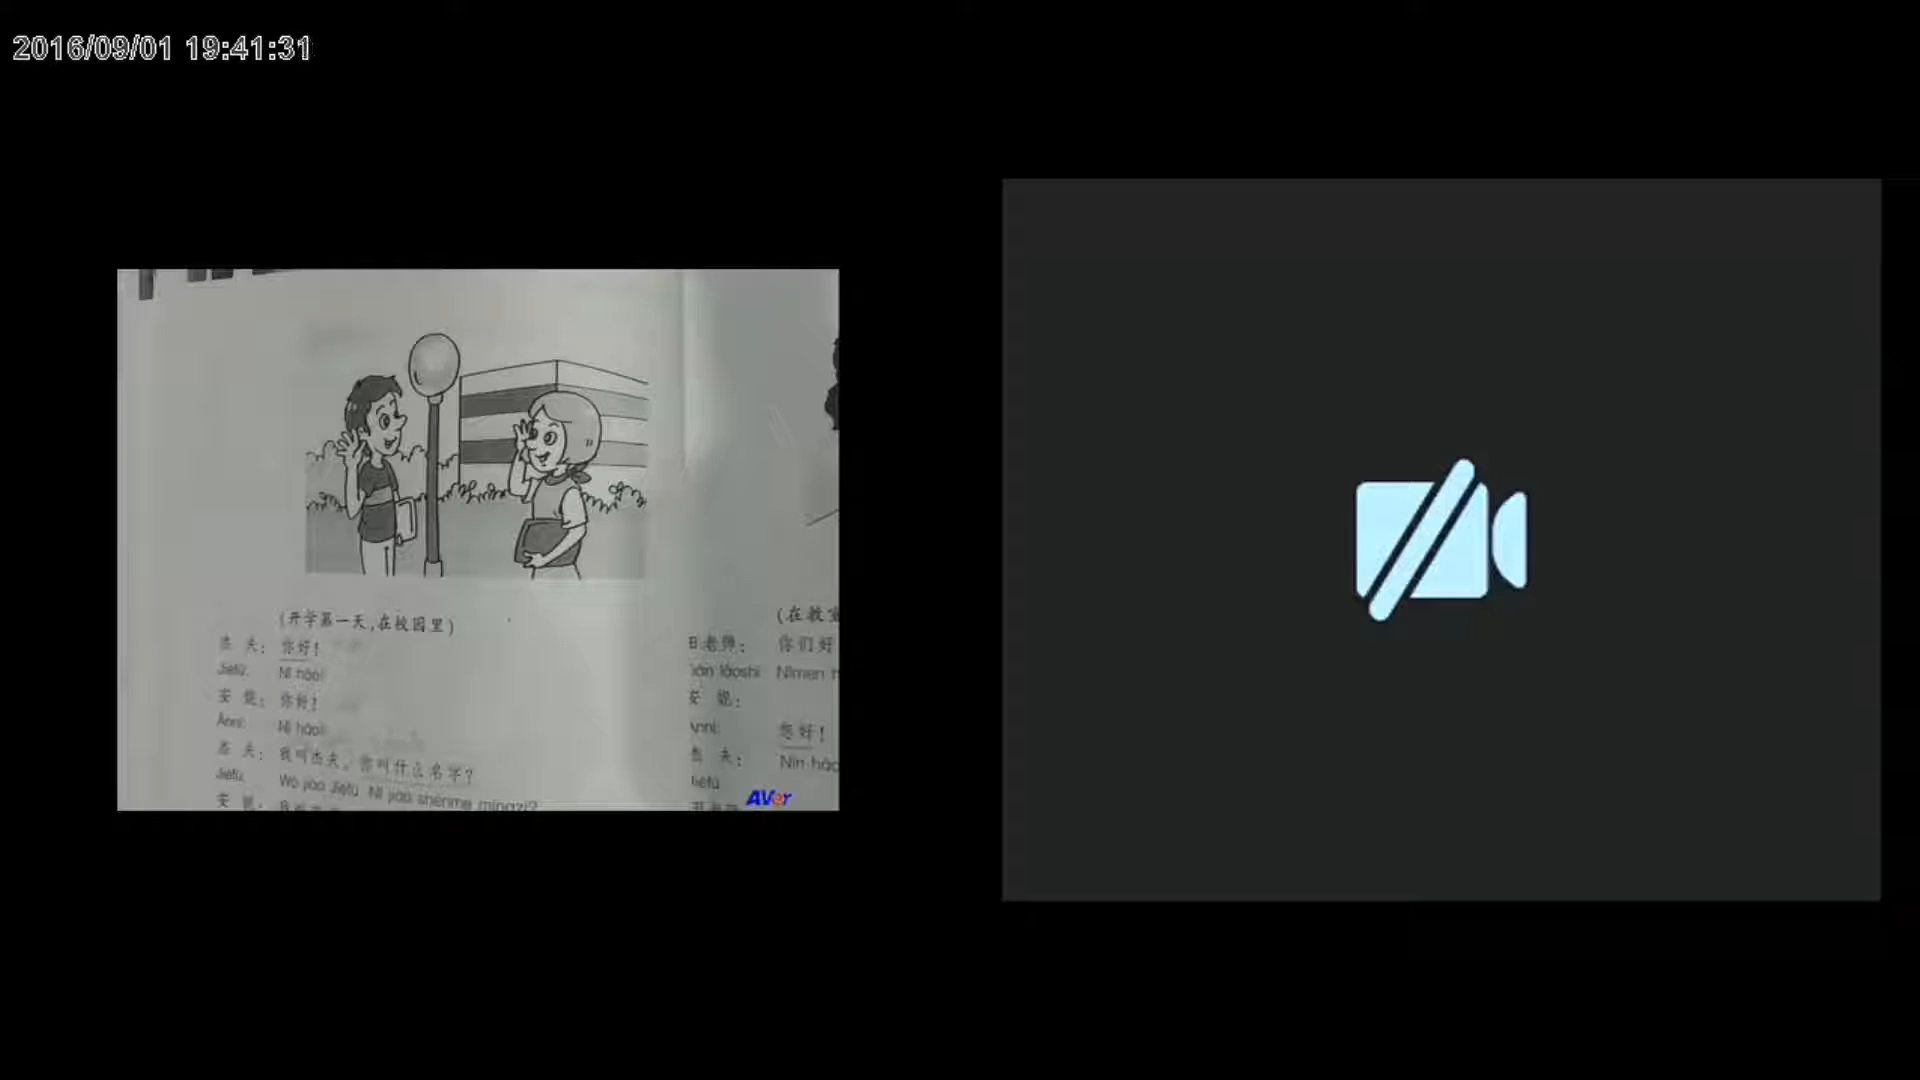 2016/09/01 19:41:31
(开学第一天,在校园里)
杰 夫: 你好!
Jiéfū: Nǐ hǎo!
安 妮: 你好!
Ānnī: Nǐ hǎo!
杰 夫: 我叫杰夫。你叫什么名字?
Jiéfū: Wǒ jiào Jiéfū. Nǐ jiào shénme míngzi?
安 妮:
(在教室
老师: 你们好
lǎoshī Nǐmen
安 妮:
您好!
夫:
Nín hǎo
AVer